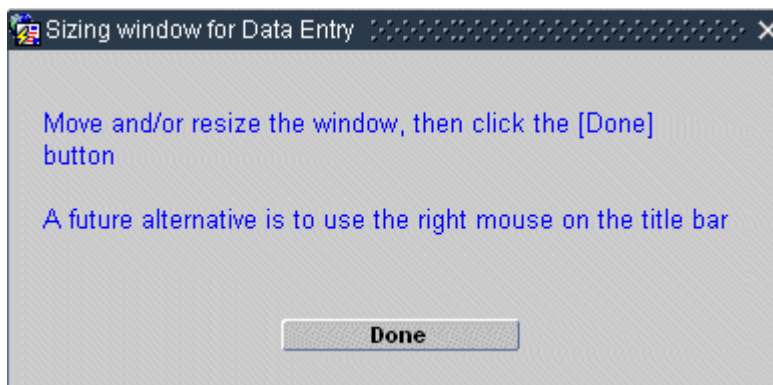 Sizing window for Data Entry
Move and/or resize the window, then click the [Done]
button
A future alternative is to use the right mouse on the title bar
Done